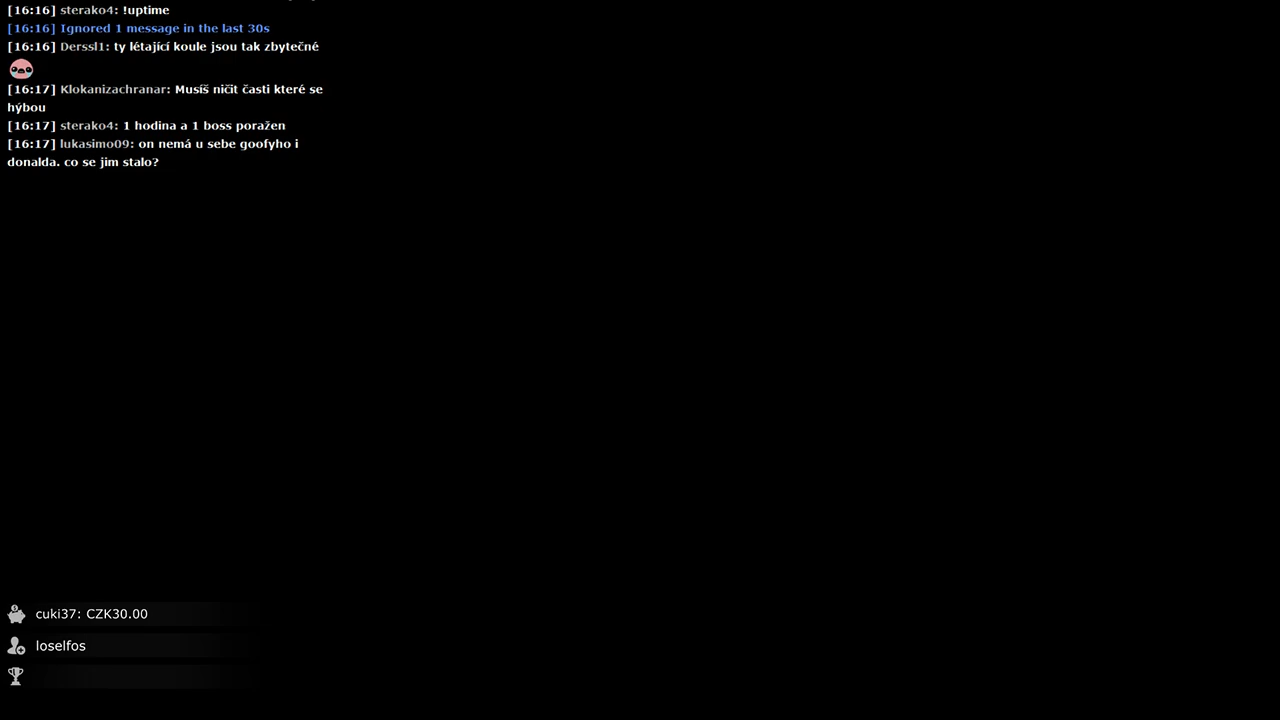 [16:16] sterako4: !uptime
[16:16] Ignored 1 message in the last 30s
[16:16] Derssl1: ty létající koule jsou tak zbytečné
[16:17] Klokanizachranar: Musíš ničit časti které se
hýbou
[16:17] sterako4: 1 hodina a 1 boss poražen
[16:17] lukasimo09: on nemá u sebe goofyho i
donalda. co se jim stalo?
cuki37: CZK30.00
loselfos